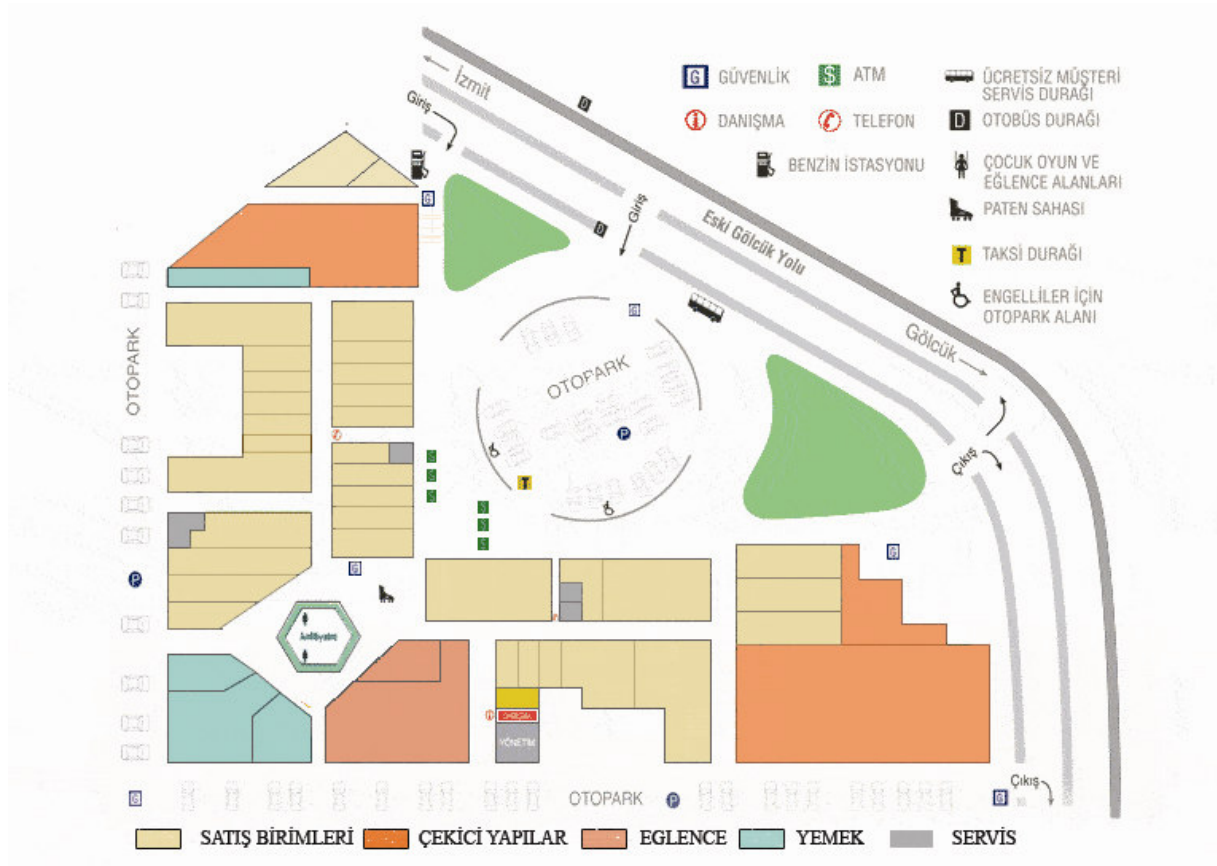 İzmit
Giriş
D
G GÜVENLİK
$ ATM
ÜCRETSİZ MÜŞTERİ
SERVİS DURAĞI
DANIŞMA
TELEFON
D OTOBÜS DURAĞI
BENZİN İSTASYONU
ÇOCUK OYUN VE
EĞLENCE ALANLARI
PATEN SAHASI
T TAKSİ DURAĞI
ENGELLİLER İÇİN
OTOPARK ALANI
G
Giriş
D
Eski Gölcük Yolu
Gölcük
G
OTOPARK
OTOPARK
P
Çıkış
$
$
$
T
$
$
$
G
G
P
YÖNETİM
Çıkış
G
OTOPARK
P
G
SATIŞ BİRİMLERİ
ÇEKİCİ YAPILAR
EGLENCE
YEMEK
SERVİS